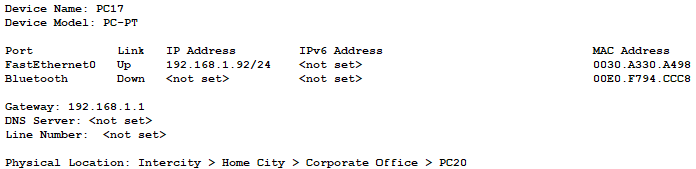 Device Name: PC17
Device Model: PC-PT
Port Link IP Address IPv6 Address MAC Address
FastEthernet0 Up 192.168.1.92/24 <not set> 0030.A330.A498
Bluetooth Down <not set> <not set> 00E0.F794.CCC8
Gateway: 192.168.1.1
DNS Server: <not set>
Line Number: <not set>
Physical Location: Intercity > Home City > Corporate Office > PC20